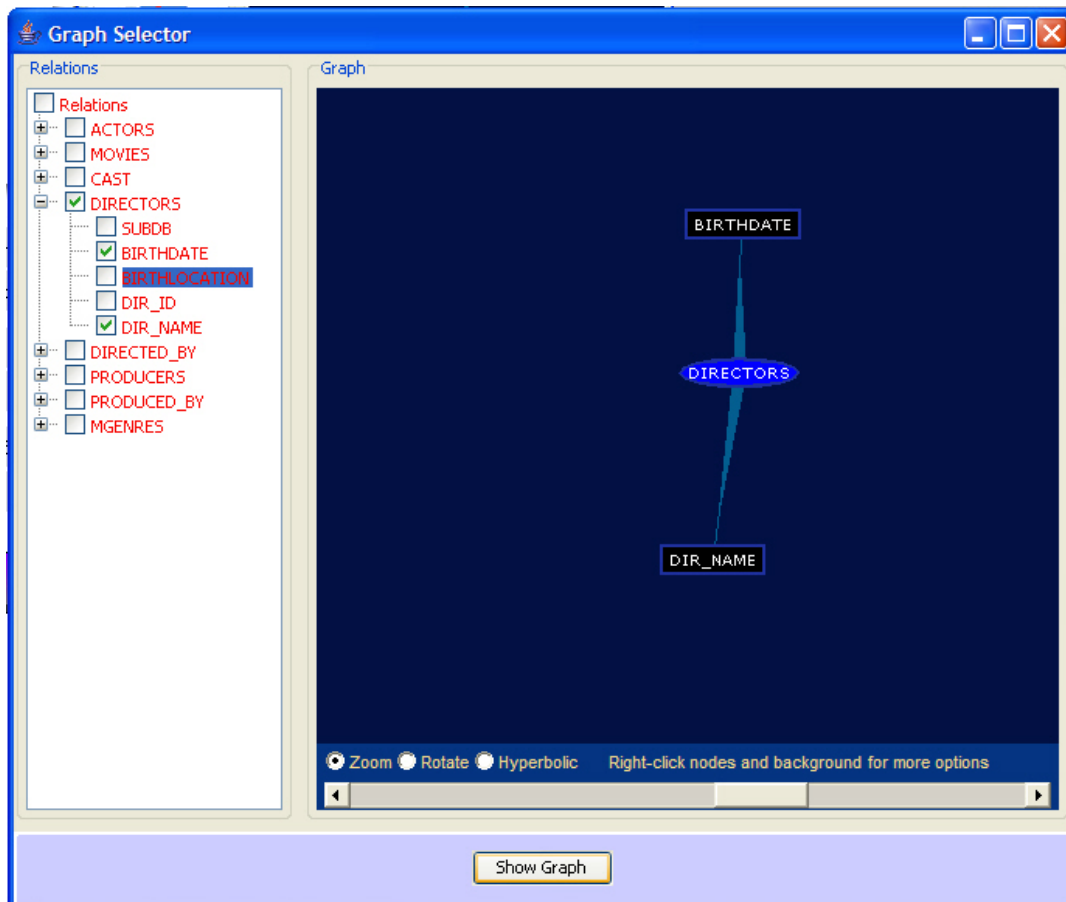 Graph Selector
Relations
Relations
ACTORS
MOVIES
CAST
DIRECTORS
SUBDB
BIRTHDATE
BIRTHLOCATION
DIR_ID
DIR_NAME
DIRECTED_BY
PRODUCERS
PRODUCED_BY
MGENRES
Graph
BIRTHDATE
DIRECTORS
DIR_NAME
Zoom Rotate Hyperbolic Right-click nodes and background for more options
Show Graph